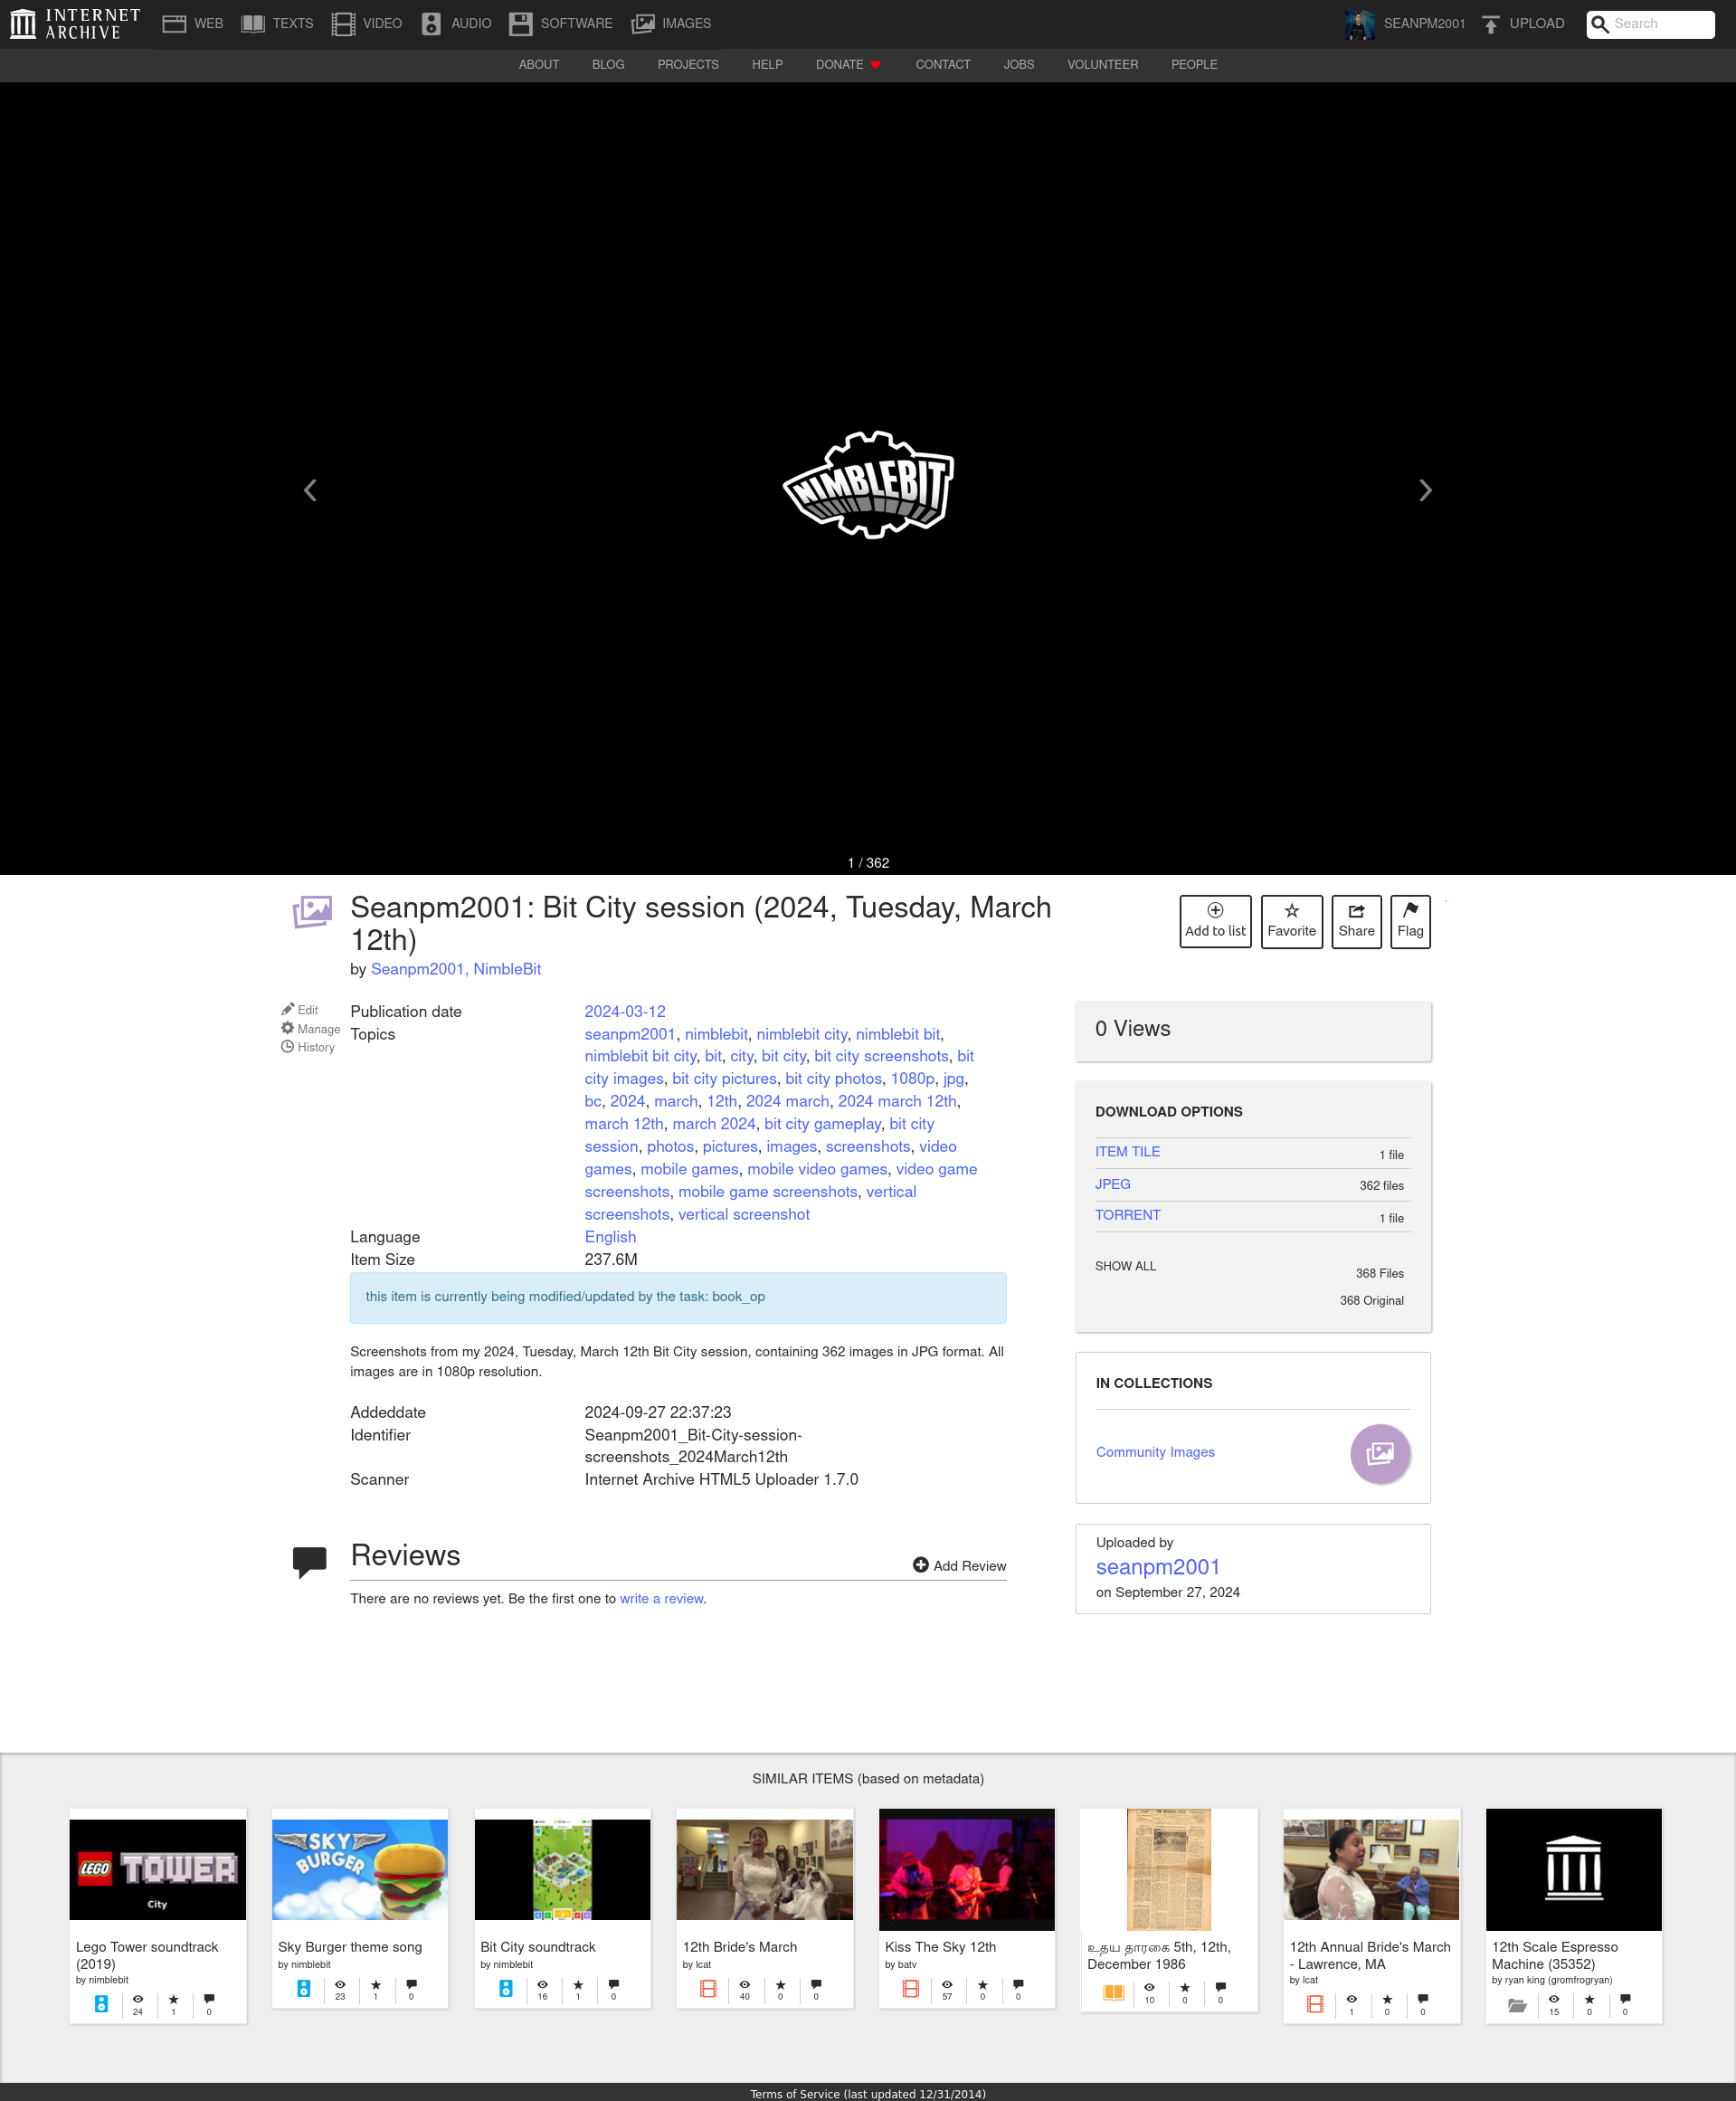 INTERNET ARCHIVE
WEB TEXTS VIDEO AUDIO SOFTWARE IMAGES SEANPM2001 UPLOAD Search
ABOUT BLOG PROJECTS HELP DONATE CONTACT JOBS VOLUNTEER PEOPLE
NIMBLEBIT
1 / 362
Seanpm2001: Bit City session (2024, Tuesday, March
12th)
by Seanpm2001, NimbleBit
Add to list Favorite Share Flag
Edit
Manage
History
Publication date 2024-03-12
Topics seanpm2001, nimblebit, nimblebit city, nimblebit bit,
nimblebit bit city, bit, city, bit city, bit city screenshots, bit
city images, bit city pictures, bit city photos, 1080p, jpg,
bc, 2024, march, 12th, 2024 march, 2024 march 12th,
march 12th, march 2024, bit city gameplay, bit city
session, photos, pictures, images, screenshots, video
games, mobile games, mobile video games, video game
screenshots, mobile game screenshots, vertical
screenshots, vertical screenshot
Language English
Item Size 237.6M
this item is currently being modified/updated by the task: book_op
Screenshots from my 2024, Tuesday, March 12th Bit City session, containing 362 images in JPG format. All
images are in 1080p resolution.
Addeddate 2024-09-27 22:37:23
Identifier Seanpm2001_Bit-City-session-
screenshots_2024March12th
Scanner Internet Archive HTML5 Uploader 1.7.0
Reviews
Add Review
There are no reviews yet. Be the first one to write a review.
0 Views
DOWNLOAD OPTIONS
ITEM TILE 1 file
JPEG 362 files
TORRENT 1 file
SHOW ALL 368 Files
368 Original
IN COLLECTIONS
Community Images
Uploaded by
seanpm2001
on September 27, 2024
SIMILAR ITEMS (based on metadata)
LEGO TOWER
City
Lego Tower soundtrack
(2019)
by nimblebit
24 1 0
SKY
BURGER
Sky Burger theme song
by nimblebit
23 1 0
Bit City soundtrack
by nimblebit
16 1 0
12th Bride's March
by lcat
40 0 0
Kiss The Sky 12th
by batv
57 0 0
உதய தாரகை 5th, 12th,
December 1986
10 0 0
12th Annual Bride's March
- Lawrence, MA
by lcat
1 0 0
12th Scale Espresso
Machine (35352)
by ryan king (gromfrogryan)
15 0 0
Terms of Service (last updated 12/31/2014)